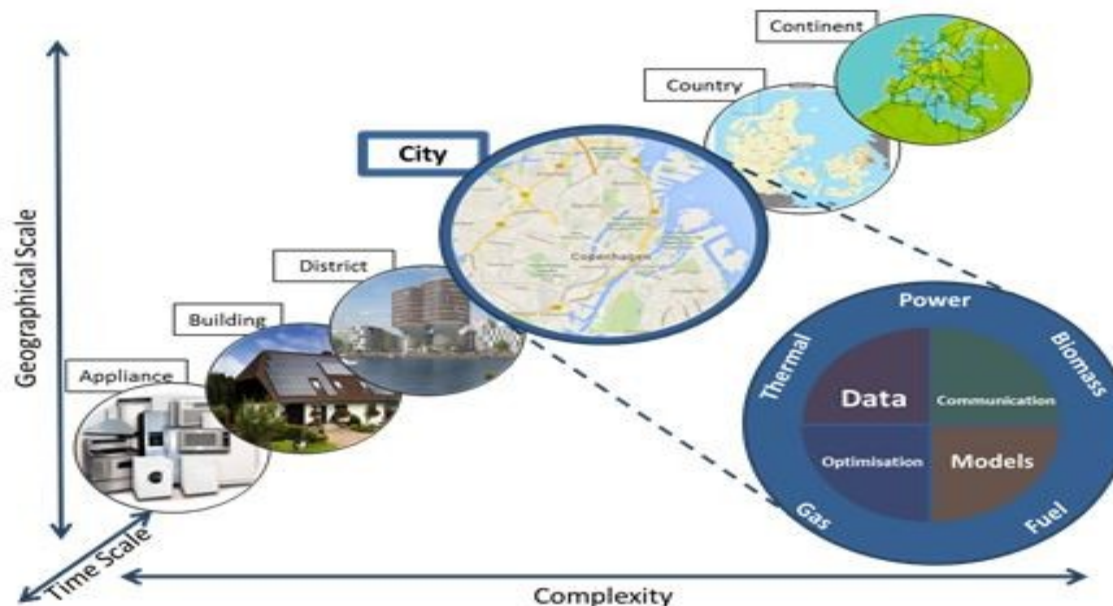 Continent
Country
City
District
Building
Appliance
Geographical Scale
Time Scale
Complexity
Copenhagen
Power
Thermal
Biomass
Data
Communication
Optimisation
Models
Gas
Fuel